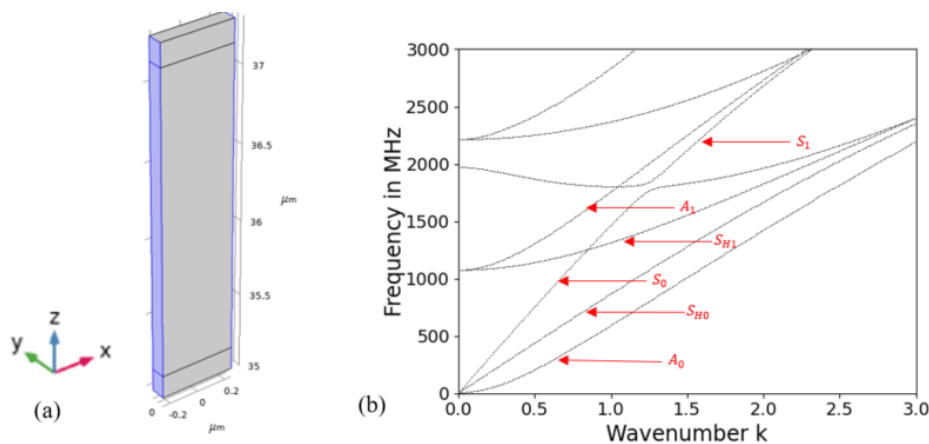 37
36.5
μm
36
35.5
35
z
y
x
0
-0.2
0
0.2
μm
(a)
3000
2500
2000
1500
1000
500
0
Frequency in MHz
S₁
A₁
S_H1
S₀
S_H0
A₀
0.0 0.5 1.0 1.5 2.0 2.5 3.0
Wavenumber k
(b)